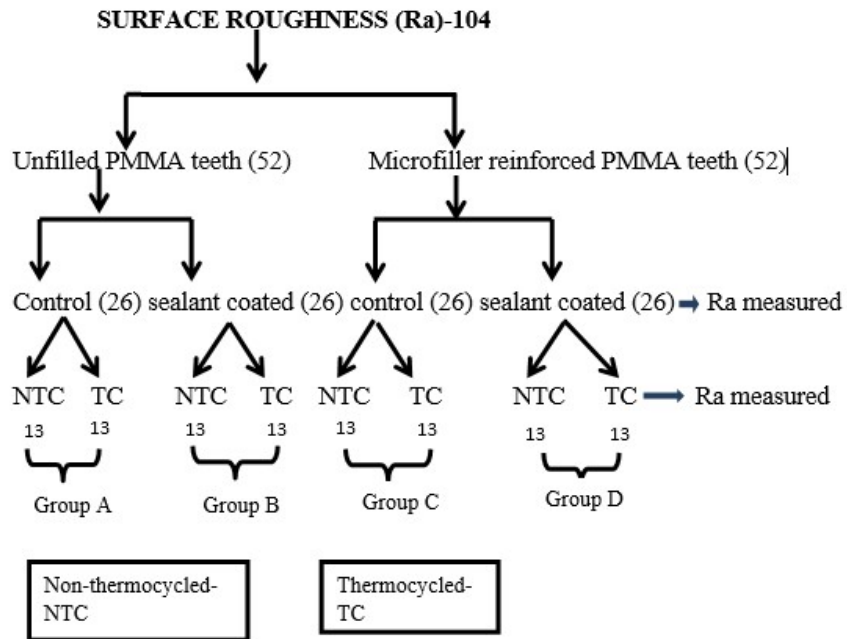 SURFACE ROUGHNESS (Ra)-104
Unfilled PMMA teeth (52) Microfiller reinforced PMMA teeth (52)
Control (26) sealant coated (26) control (26) sealant coated (26) Ra measured
NTC TC NTC TC NTC TC NTC TC Ra measured
13 13 13 13 13 13 13 13
Group A Group B Group C Group D
Non-thermocycled-
NTC
Thermocycled-
TC